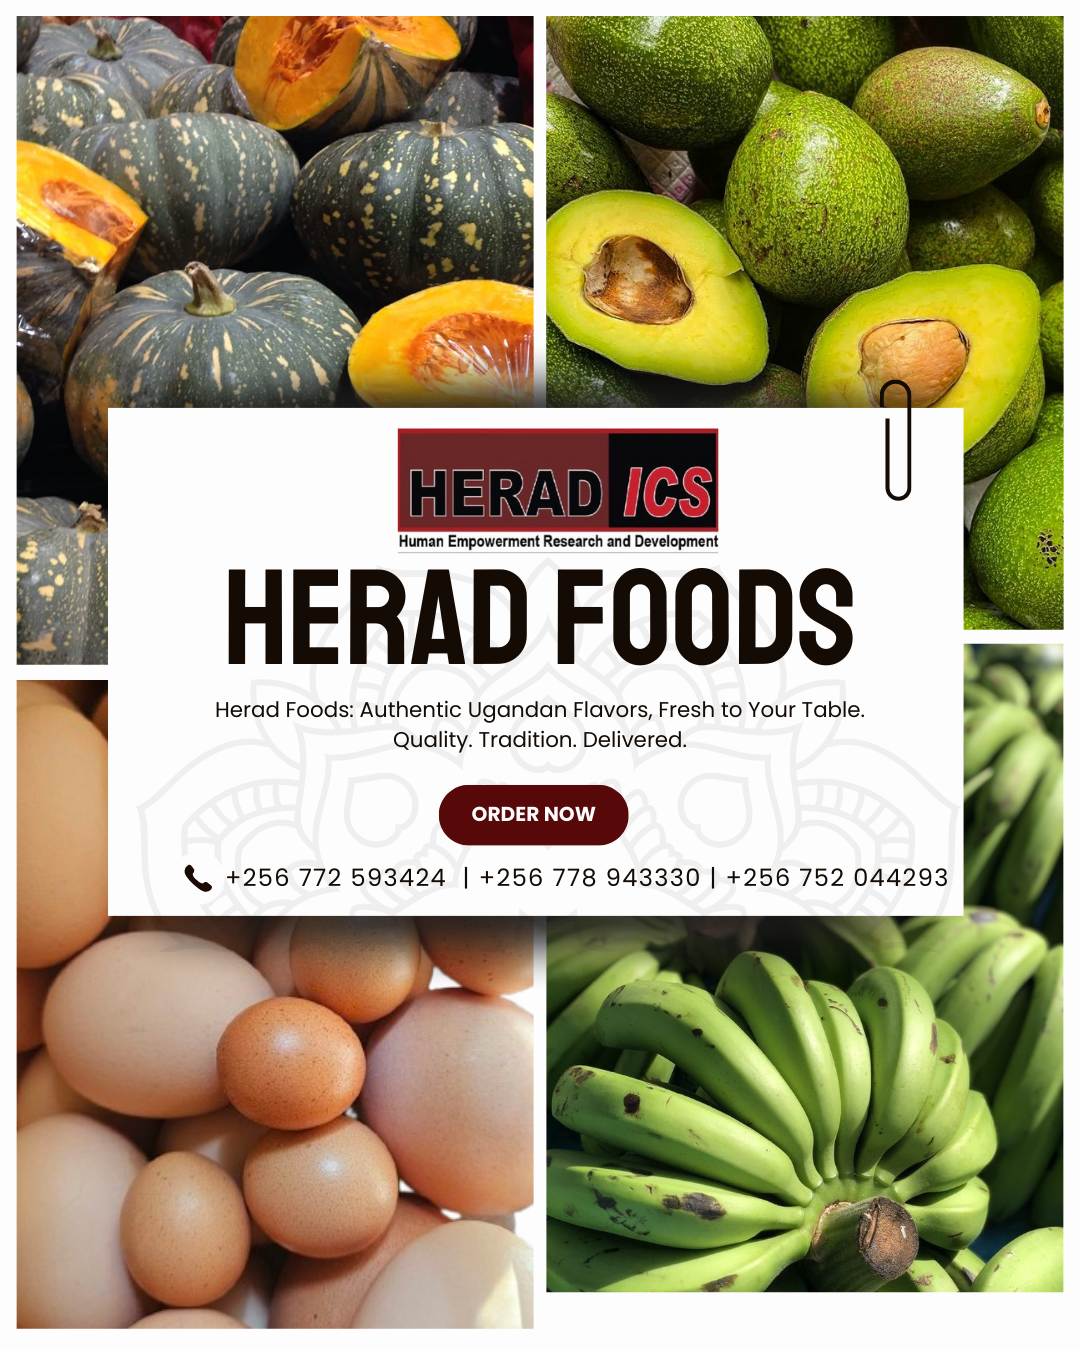 HERAD ICS
Human Empowerment Research and Development
HERAD FOODS
Herad Foods: Authentic Ugandan Flavors, Fresh to Your Table.
Quality. Tradition. Delivered.
ORDER NOW
+256 772 593424 | +256 778 943330 | +256 752 044293